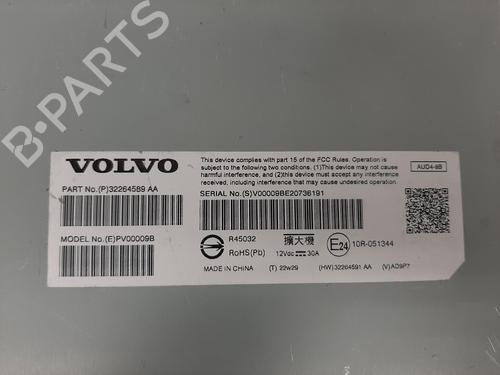 VOLVO
This device complies with part 15 of the FCC Rules. Operation is
subject to the following two conditions: (1)This device may not cause
harmful interference, and (2)this device must accept any interference
received, including interference that may cause undesired operation
AUD4-9B
PART No.(P)32264589 AA
SERIAL No.(S)V00009BE20736191
MODEL No.(E)PV00009B
R45032
RoHS(Pb)
擴大機
12Vdc 30A
E24
10R-051344
MADE IN CHINA
(T) 22w29
(HW)32264591 AA
(V)AD9P7
B-PARTS